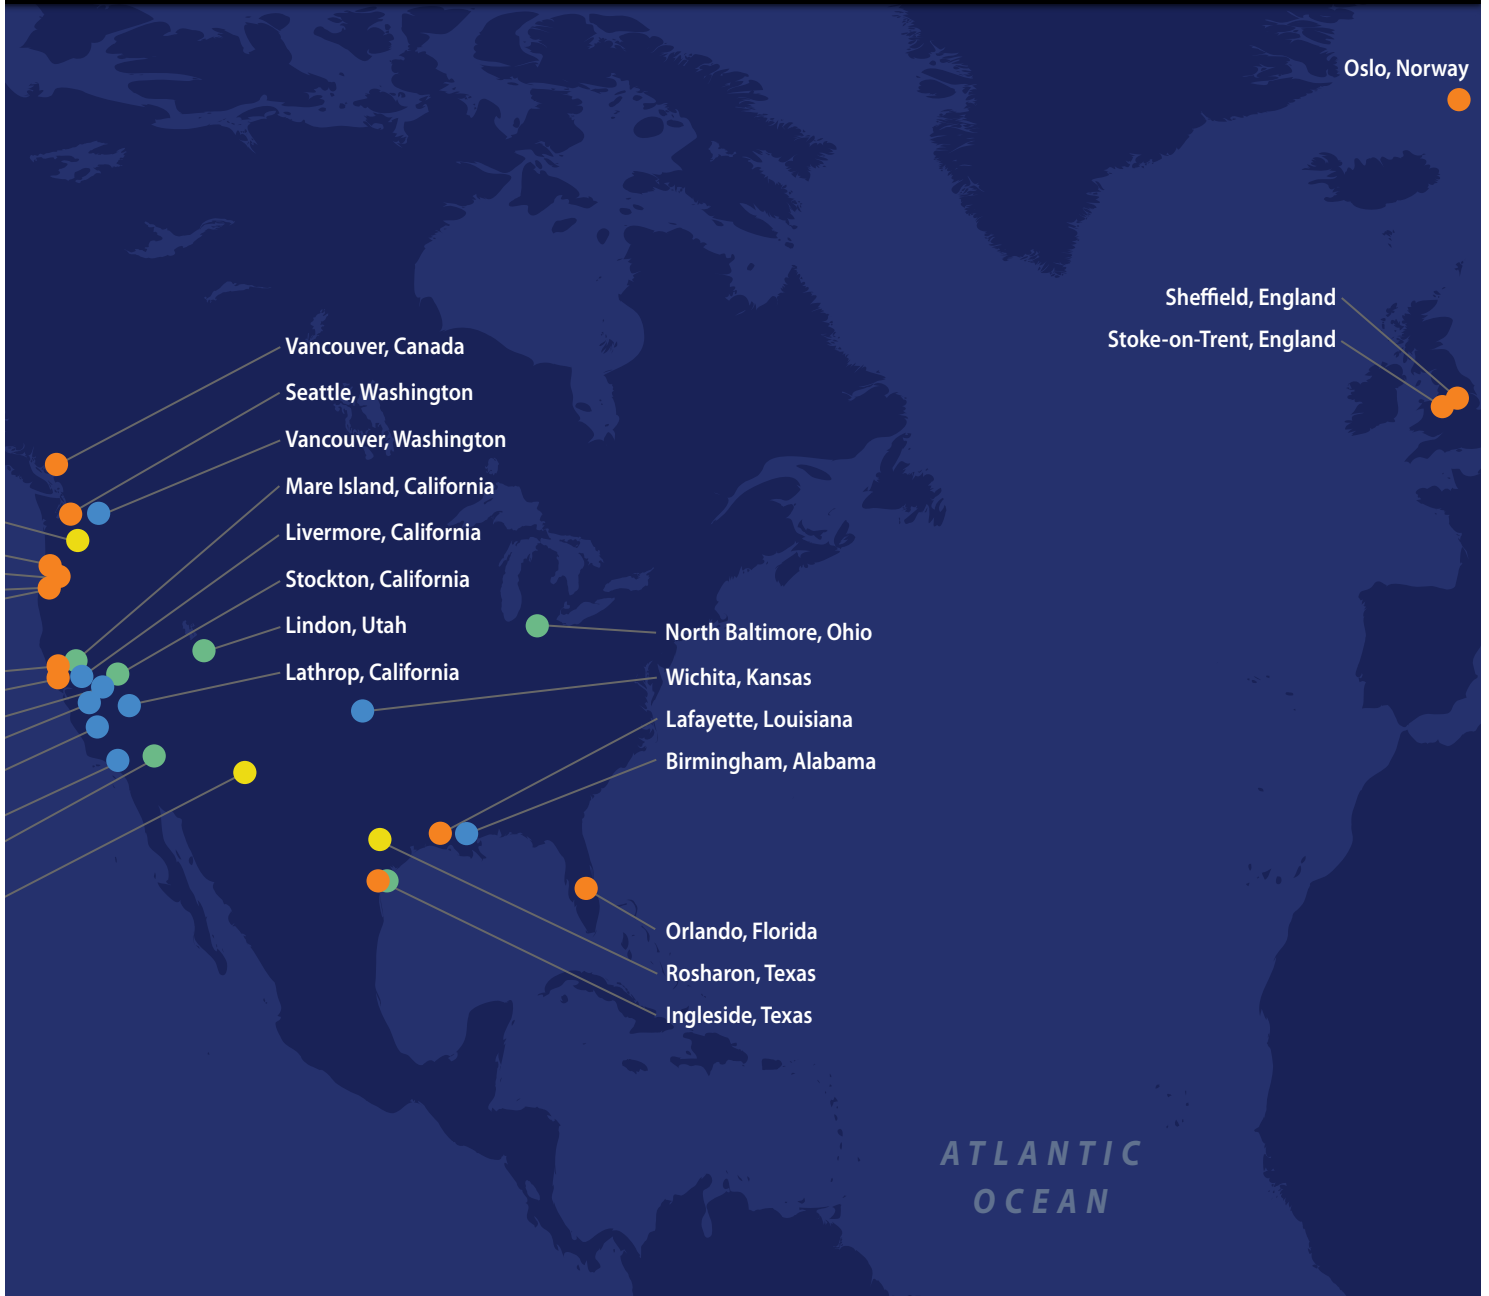 Oslo, Norway
Sheffield, England
Stoke-on-Trent, England
Vancouver, Canada
Seattle, Washington
Vancouver, Washington
Mare Island, California
Livermore, California
Stockton, California
Lindon, Utah
Lathrop, California
North Baltimore, Ohio
Wichita, Kansas
Lafayette, Louisiana
Birmingham, Alabama
Orlando, Florida
Rosharon, Texas
Ingleside, Texas
ATLANTIC
OCEAN